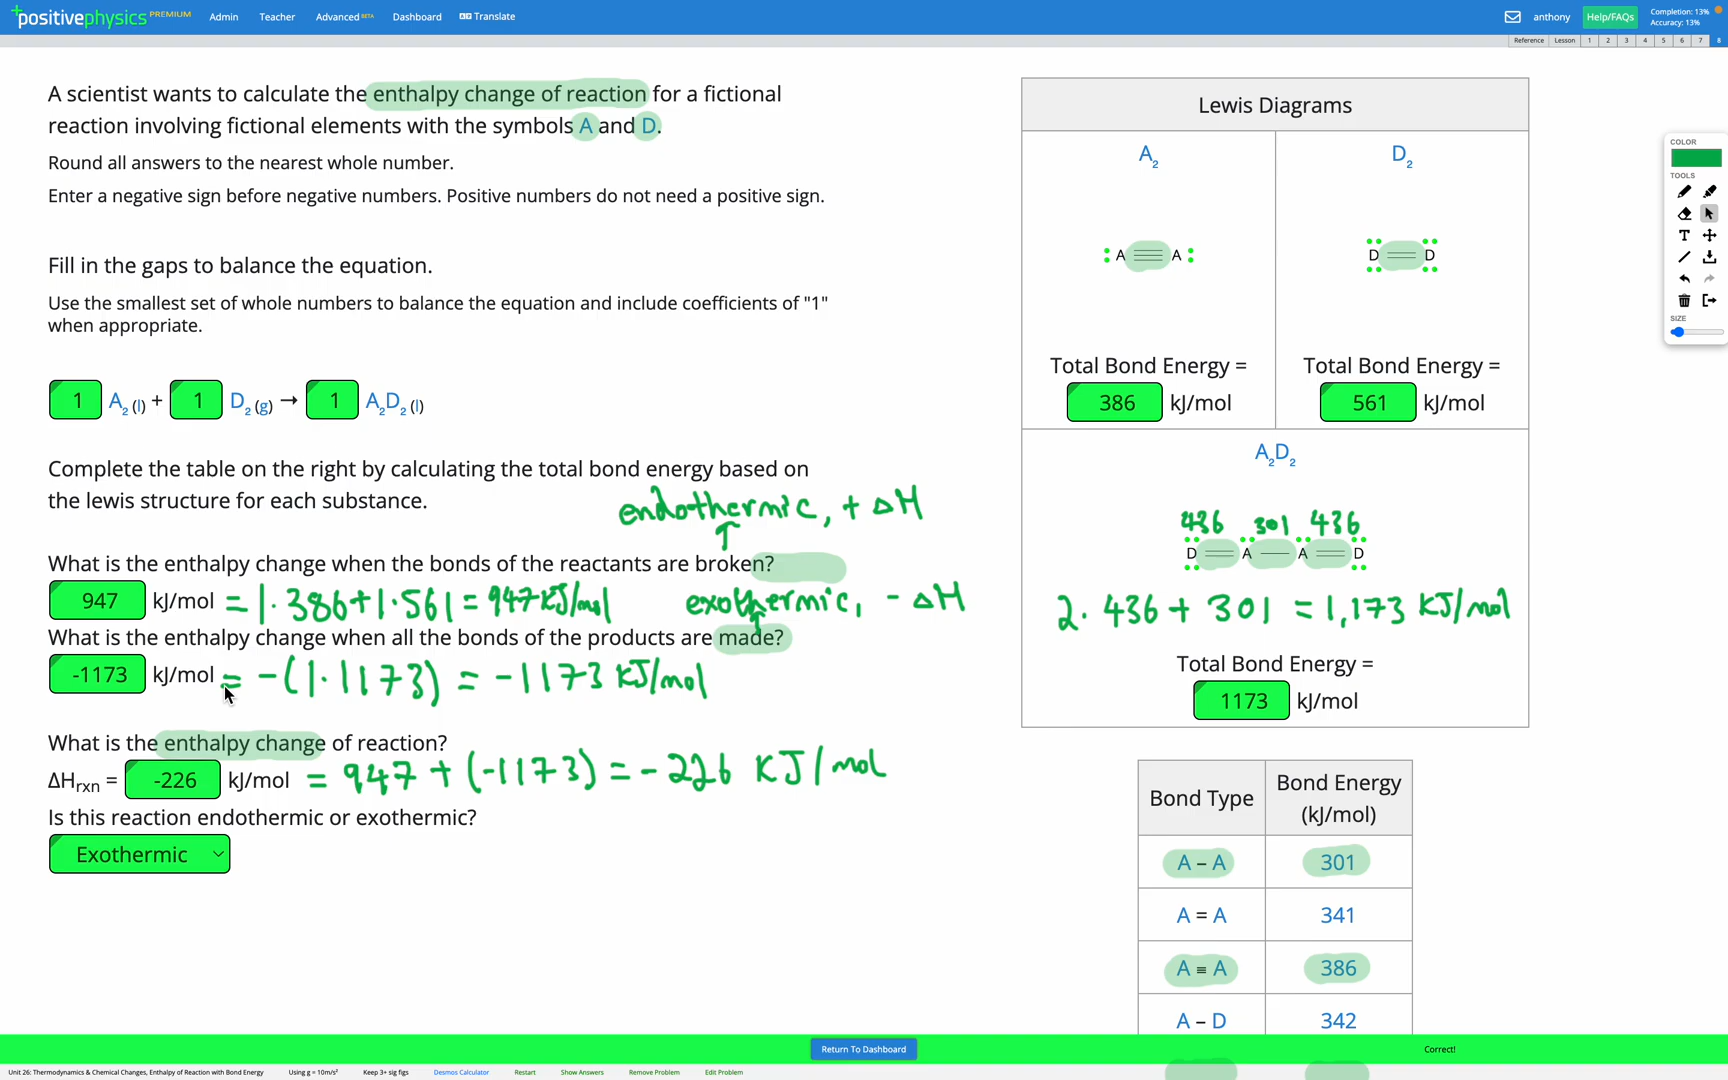 +positivephysics PREMIUM Admin Teacher Advanced BETA Dashboard Translate anthony Help/FAQs Completion: 13%
Accuracy: 13%
Reference Lesson 1 2 3 4 5 6 7 8
A scientist wants to calculate the enthalpy change of reaction for a fictional
reaction involving fictional elements with the symbols A and D.
Round all answers to the nearest whole number.
Enter a negative sign before negative numbers. Positive numbers do not need a positive sign.
Fill in the gaps to balance the equation.
Use the smallest set of whole numbers to balance the equation and include coefficients of "1"
when appropriate.
1 A₂ (l) + 1 D₂ (g) → 1 A₂D₂ (l)
Complete the table on the right by calculating the total bond energy based on
the lewis structure for each substance.
endothermic, + ΔH
↑
What is the enthalpy change when the bonds of the reactants are broken?
947 kJ/mol = 1·386+1·561 = 947 KJ/mol
exothermic, - ΔH
↑
What is the enthalpy change when all the bonds of the products are made?
-1173 kJ/mol = -(1·1173) = -1173 KJ/mol
What is the enthalpy change of reaction?
ΔHrxn = -226 kJ/mol = 947 + (-1173) = -226 KJ/mol
Is this reaction endothermic or exothermic?
Exothermic
Lewis Diagrams
A₂ D₂
A≡A D=D
Total Bond Energy = Total Bond Energy =
386 kJ/mol 561 kJ/mol
A₂D₂
436 301 436
D=A—A=D
2·436 + 301 = 1,173 KJ/mol
Total Bond Energy =
1173 kJ/mol
Bond Type Bond Energy
(kJ/mol)
A – A 301
A = A 341
A ≡ A 386
A – D 342
COLOR
TOOLS
T
SIZE
Return To Dashboard Correct!
Unit 26: Thermodynamics & Chemical Changes, Enthalpy of Reaction with Bond Energy Using g = 10m/s² Keep 3+ sig figs Desmos Calculator Restart Show Answers Remove Problem Edit Problem